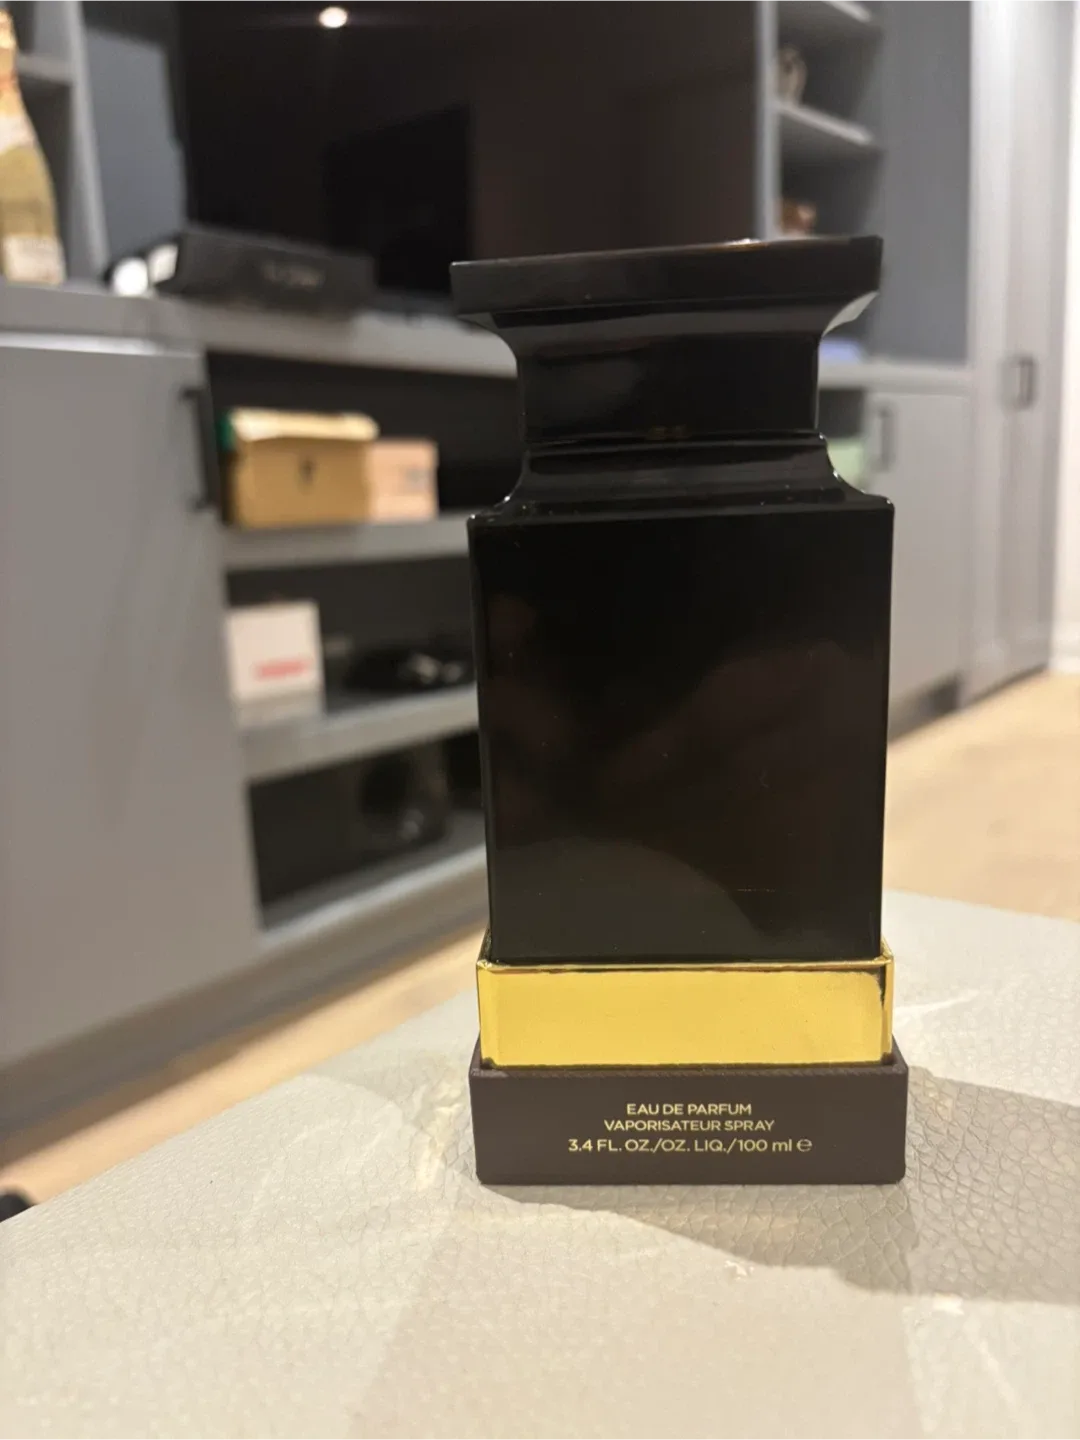 EAU DE PARFUM
VAPORISATEUR SPRAY
3.4 FL. OZ./OZ. LIQ./100 ml ℮